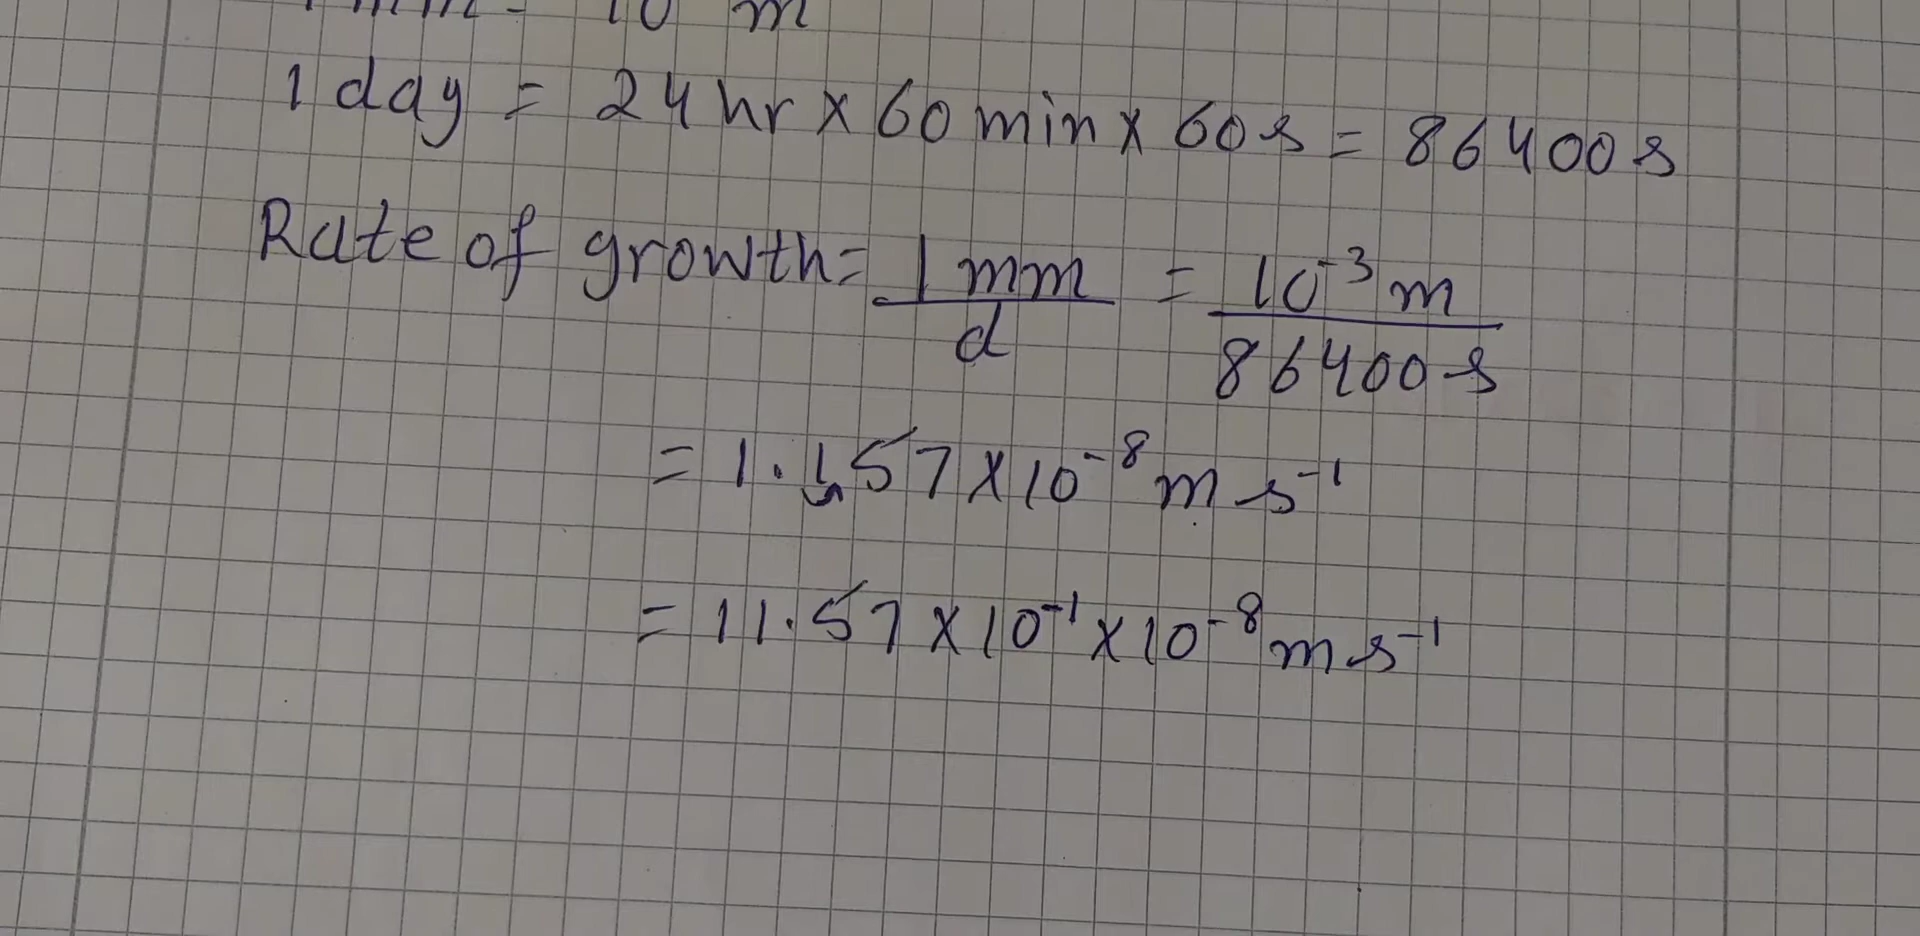 10 m
1 day = 24 hr × 60 min × 60 s = 86400 s
Rate of growth = 1 mm / d = 10⁻³ m / 86400 s
= 1.157 × 10⁻⁸ m s⁻¹
= 11.57 × 10⁻¹ × 10⁻⁸ m s⁻¹